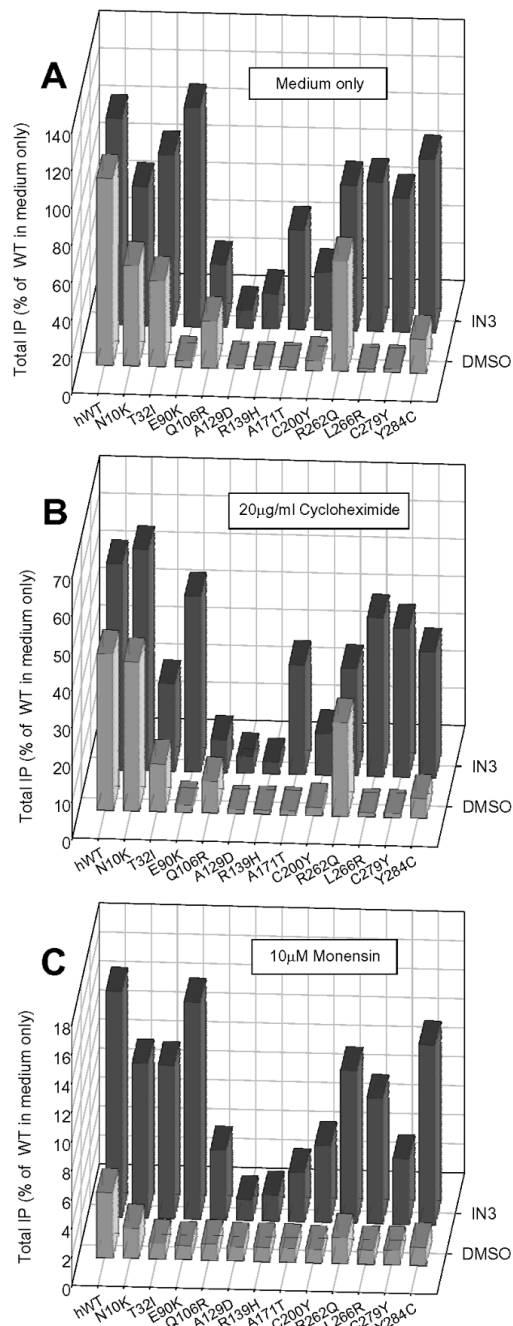 A
Medium only
Total IP (% of WT in medium only)
140
120
100
80
60
40
20
0
hWT
N10K
T32I
E90K
Q106R
A129D
R139H
A171T
C200Y
R262Q
L266R
C279Y
Y284C
IN3
DMSO
B
20µg/ml Cycloheximide
Total IP (% of WT in medium only)
70
60
50
40
30
20
10
0
hWT
N10K
T32I
E90K
Q106R
A129D
R139H
A171T
C200Y
R262Q
L266R
C279Y
Y284C
IN3
DMSO
C
10µM Monensin
Total IP (% of WT in medium only)
18
16
14
12
10
8
6
4
2
0
hWT
N10K
T32I
E90K
Q106R
A129D
R139H
A171T
C200Y
R262Q
L266R
C279Y
Y284C
IN3
DMSO